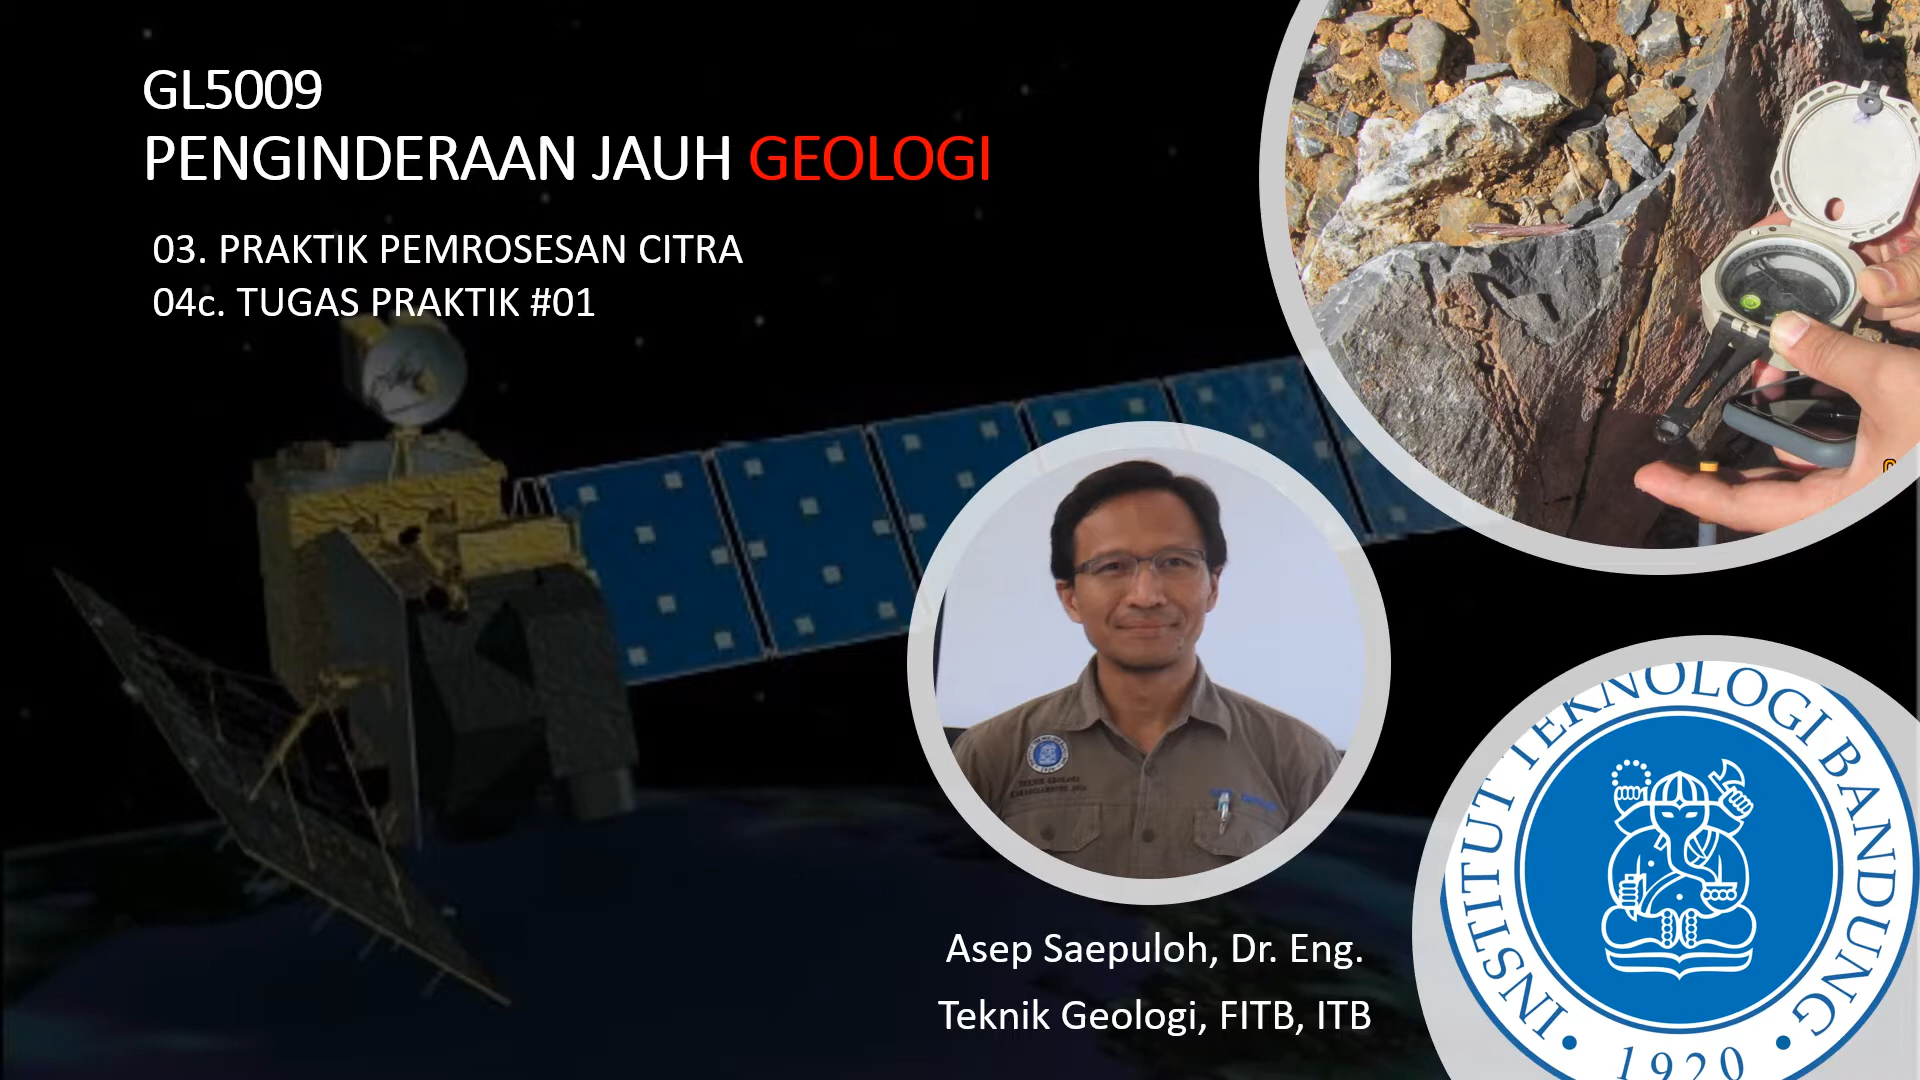 GL5009
PENGINDERAAN JAUH GEOLOGI
03. PRAKTIK PEMROSESAN CITRA
04c. TUGAS PRAKTIK #01
Asep Saepuloh, Dr. Eng.
Teknik Geologi, FITB, ITB
INSTITUT TEKNOLOGI BANDUNG
1920